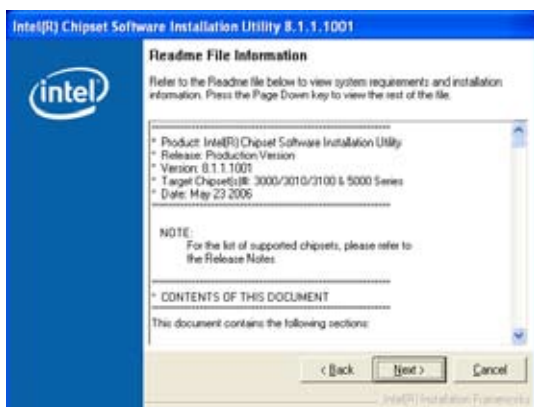 Intel(R) Chipset Software Installation Utility 8.1.1.1001
intel
Readme File Information
Refer to the Readme file below to view system requirements and installation
information. Press the Page Down key to view the rest of the file.
************************************************************
* Product: Intel(R) Chipset Software Installation Utility
* Release: Production Version
* Version: 8.1.1.1001
* Target Chipset(s)#: 3000/3010/3100 & 5000 Series
* Date: May 23 2006
************************************************************
NOTE:
For the list of supported chipsets, please refer to
the Release Notes
************************************************************
* CONTENTS OF THIS DOCUMENT
************************************************************
This document contains the following sections:
< Back
Next >
Cancel
Intel(R) Installation Frameworks